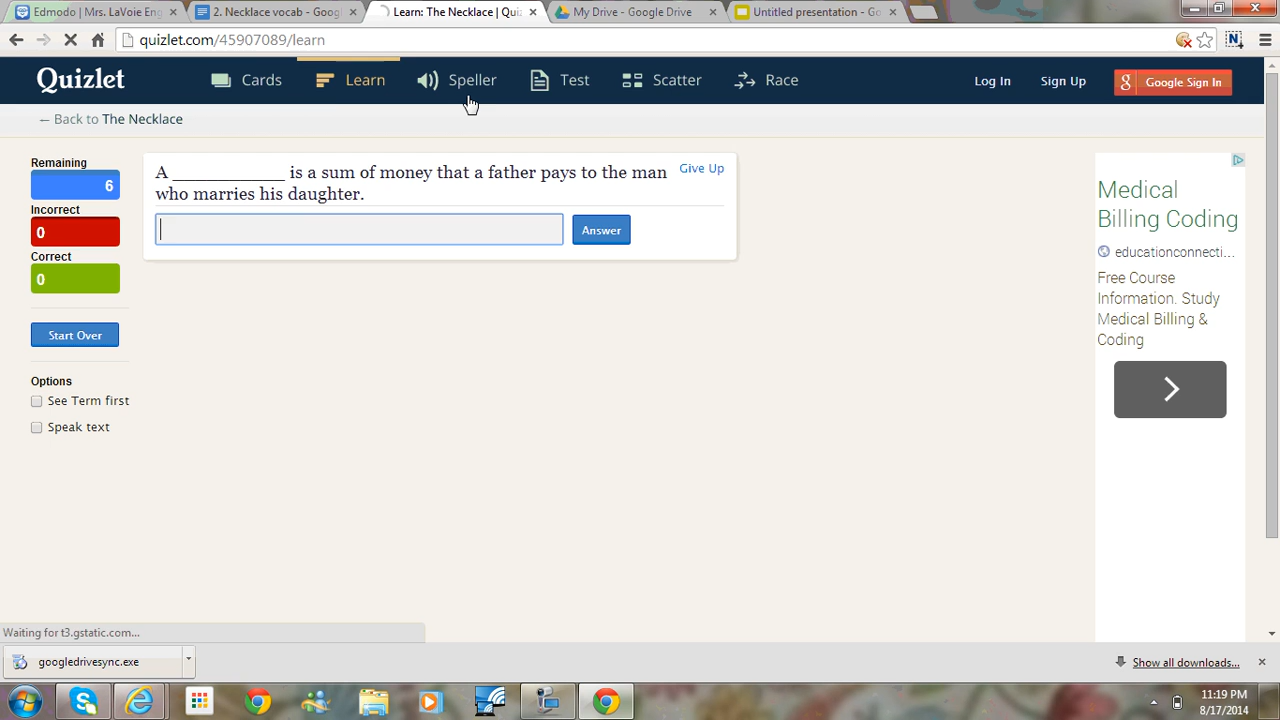 Edmodo | Mrs. LaVoie Eng
2. Necklace vocab - Goog
Learn: The Necklace | Qui
My Drive - Google Drive
Untitled presentation - Go
quizlet.com/45907089/learn
Quizlet
Cards
Learn
Speller
Test
Scatter
Race
Log In
Sign Up
g Google Sign In
← Back to The Necklace
Remaining
6
Incorrect
0
Correct
0
Start Over
Options
See Term first
Speak text
A ___________ is a sum of money that a father pays to the man
who marries his daughter.
Give Up
Answer
Medical
Billing Coding
educationconnecti...
Free Course
Information. Study
Medical Billing &
Coding
Waiting for t3.gstatic.com...
googledrivesync.exe
Show all downloads...
11:19 PM
8/17/2014